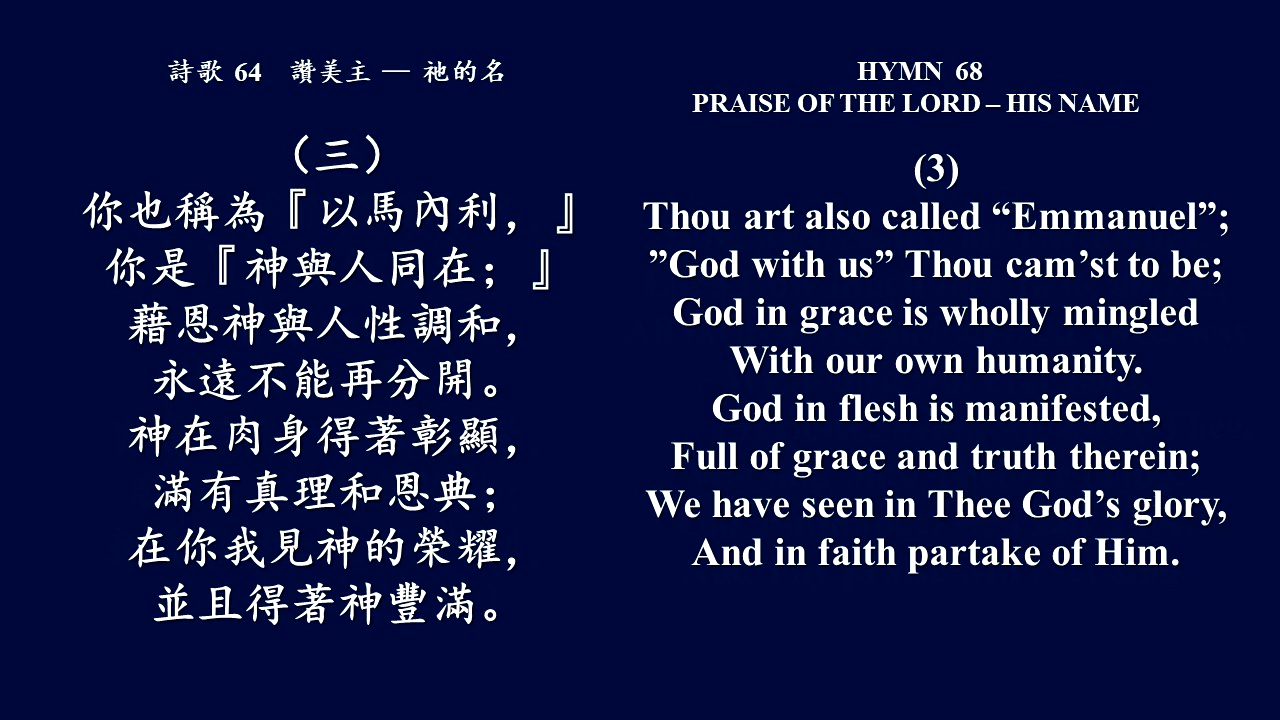 詩歌 64 讚美主 — 祂的名
（三）
你也稱為『以馬內利，』
你是『神與人同在；』
藉恩神與人性調和，
永遠不能再分開。
神在肉身得著彰顯，
滿有真理和恩典；
在你我見神的榮耀，
並且得著神豐滿。
HYMN 68
PRAISE OF THE LORD – HIS NAME
(3)
Thou art also called “Emmanuel”;
”God with us” Thou cam’st to be;
God in grace is wholly mingled
With our own humanity.
God in flesh is manifested,
Full of grace and truth therein;
We have seen in Thee God’s glory,
And in faith partake of Him.